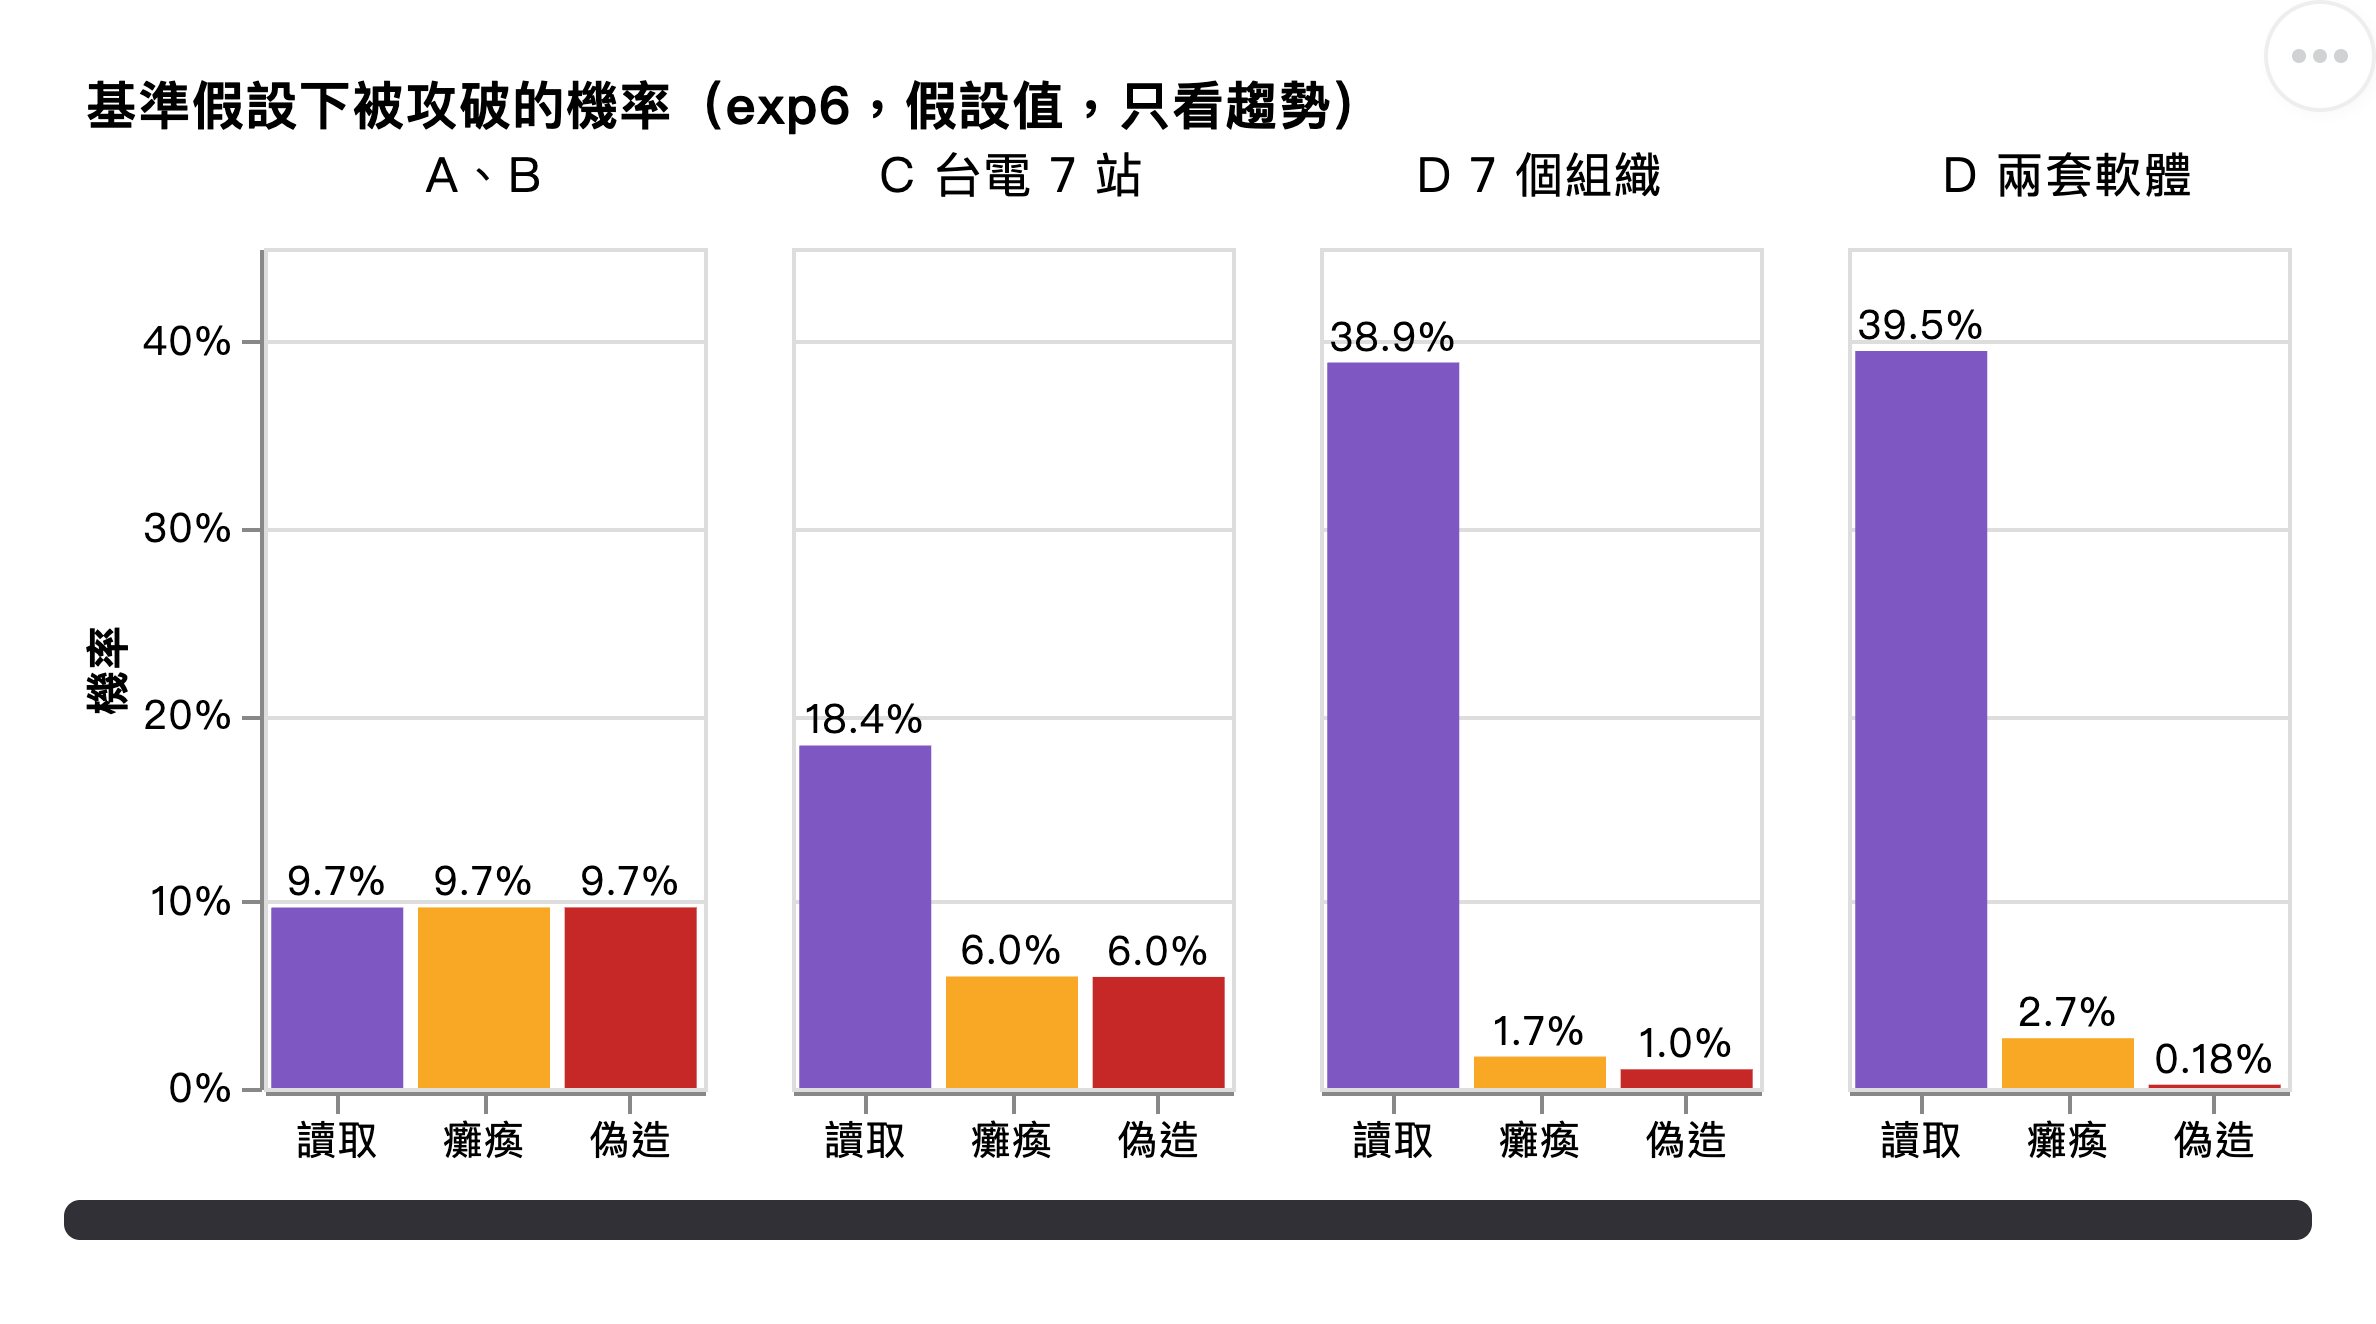 基準假設下被攻破的機率（exp6，假設值，只看趨勢）
A、B
C 台電 7 站
D 7 個組織
D 兩套軟體
機率
40%
30%
20%
10%
0%
9.7%
9.7%
9.7%
18.4%
6.0%
6.0%
38.9%
1.7%
1.0%
39.5%
2.7%
0.18%
讀取 癱瘓 偽造
讀取 癱瘓 偽造
讀取 癱瘓 偽造
讀取 癱瘓 偽造